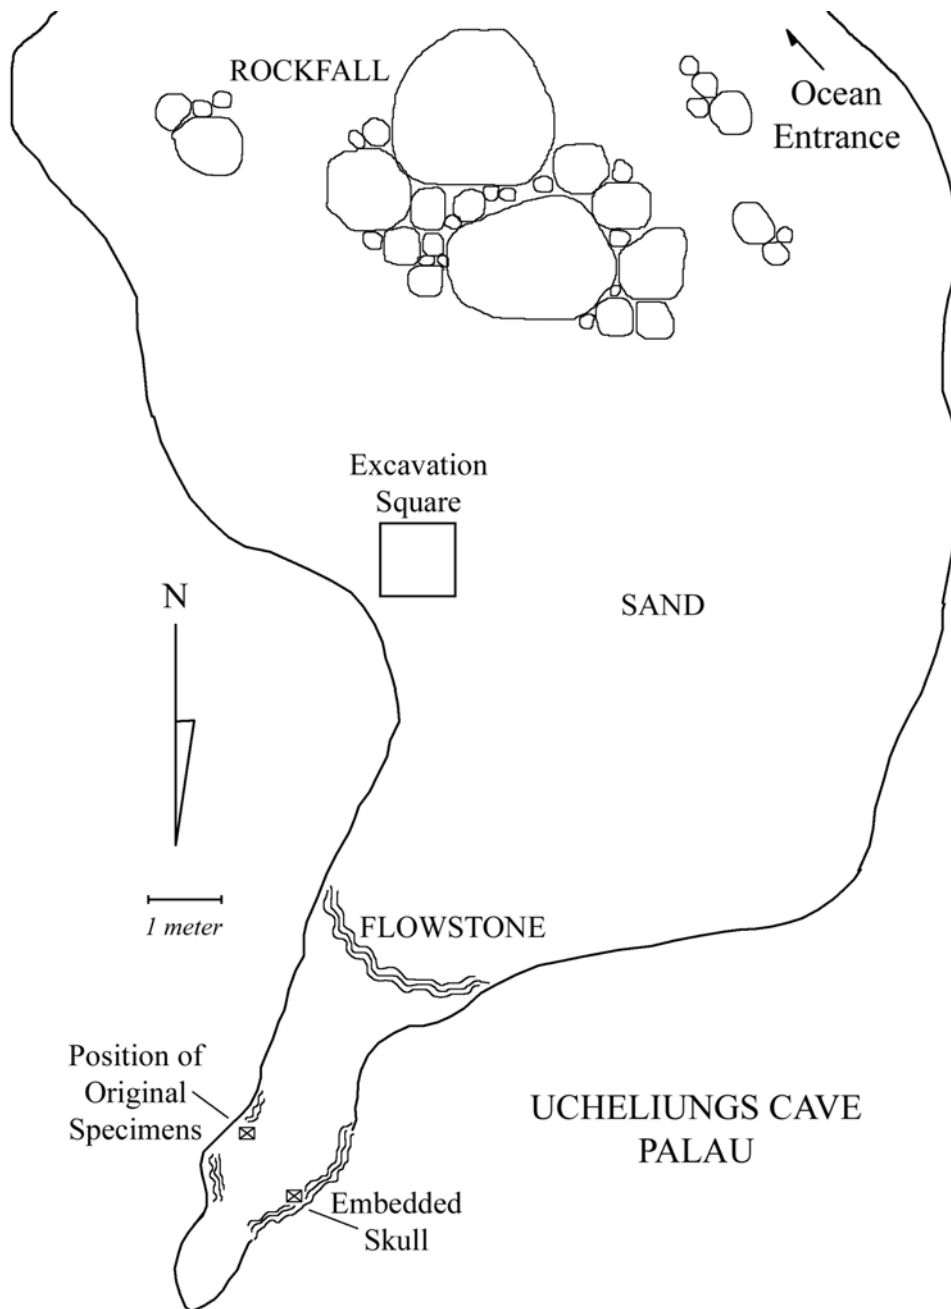 ROCKFALL
Ocean
Entrance
Excavation
Square
N
SAND
1 meter
FLOWSTONE
Position of
Original
Specimens
UCHELIUNGS CAVE
PALAU
Embedded
Skull